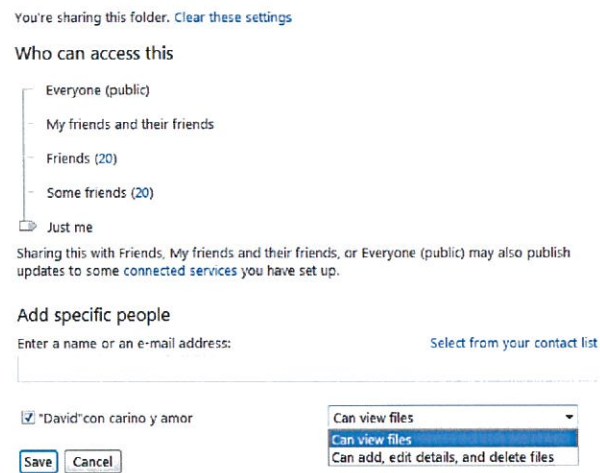 You're sharing this folder. Clear these settings
Who can access this
Everyone (public)
My friends and their friends
Friends (20)
Some friends (20)
Just me
Sharing this with Friends, My friends and their friends, or Everyone (public) may also publish
updates to some connected services you have set up.
Add specific people
Enter a name or an e-mail address:
Select from your contact list
"David"con carino y amor
Can view files
Can view files
Can add, edit details, and delete files
Save
Cancel